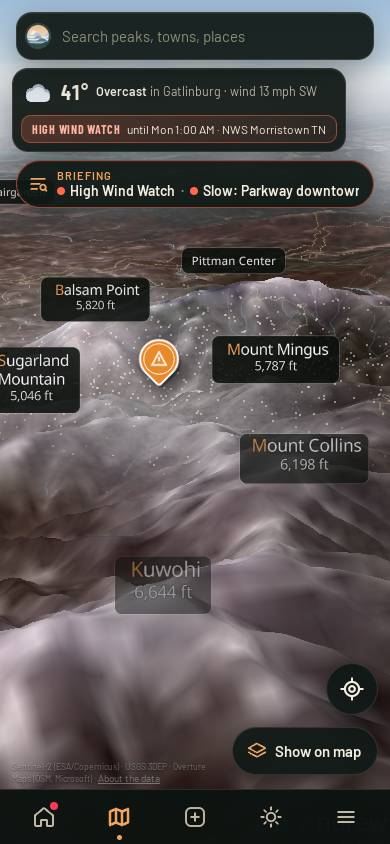 Search peaks, towns, places
41° Overcast in Gatlinburg · wind 13 mph SW
HIGH WIND WATCH until Mon 1:00 AM · NWS Morristown TN
BRIEFING
High Wind Watch · Slow: Parkway downtown
Pittman Center
Balsam Point
5,820 ft
Mount Mingus
5,787 ft
Sugarland
Mountain
5,046 ft
Mount Collins
6,198 ft
Kuwohi
6,644 ft
Show on map
Sentinel-2 (ESA/Copernicus) · USGS 3DEP · Overture
Maps (OSM, Microsoft) · About the data